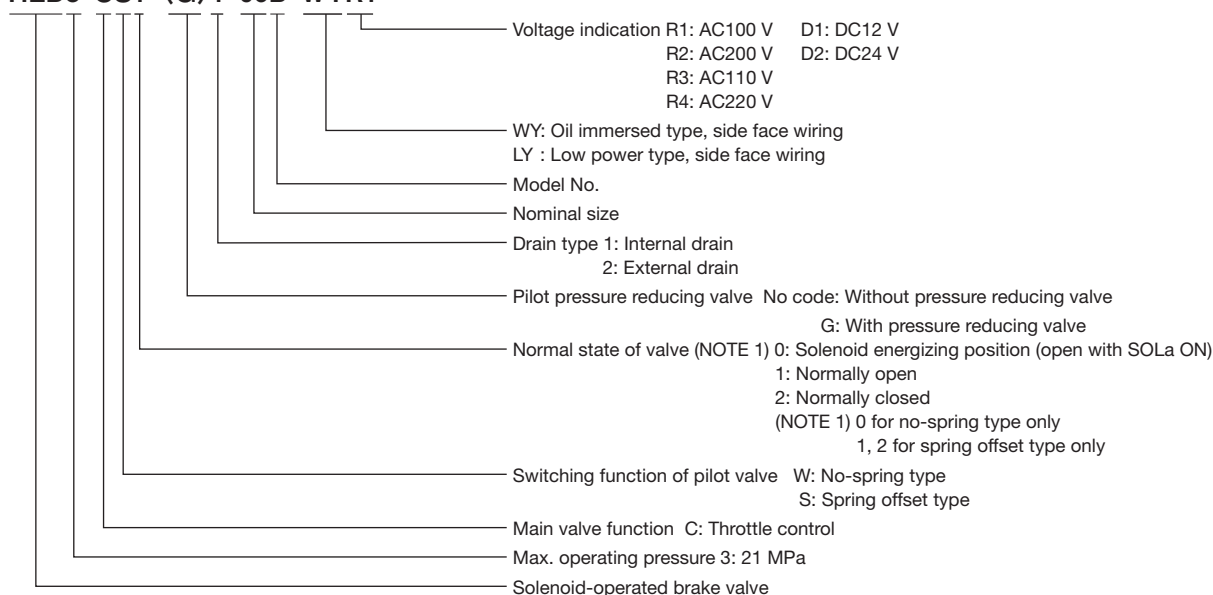 Voltage indication R1: AC100 V D1: DC12 V
R2: AC200 V D2: DC24 V
R3: AC110 V
R4: AC220 V
WY: Oil immersed type, side face wiring
LY : Low power type, side face wiring
Model No.
Nominal size
Drain type 1: Internal drain
2: External drain
Pilot pressure reducing valve No code: Without pressure reducing valve
G: With pressure reducing valve
Normal state of valve (NOTE 1) 0: Solenoid energizing position (open with SOLa ON)
1: Normally open
2: Normally closed
(NOTE 1) 0 for no-spring type only
1, 2 for spring offset type only
Switching function of pilot valve W: No-spring type
S: Spring offset type
Main valve function C: Throttle control
Max. operating pressure 3: 21 MPa
Solenoid-operated brake valve